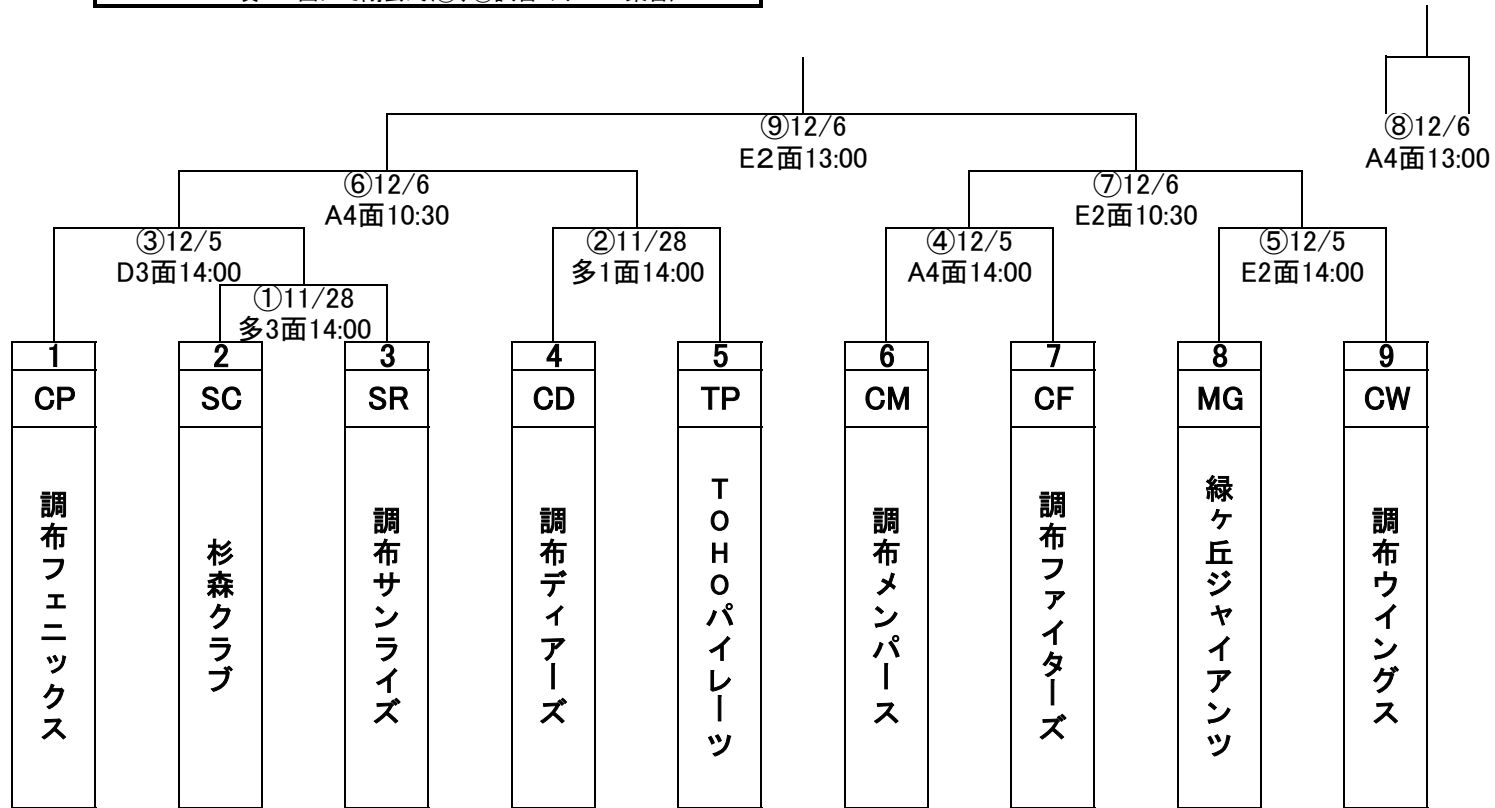 ⑨12/6
E2面13:00
⑧12/6
A4面13:00
⑥12/6
A4面10:30
⑦12/6
E2面10:30
③12/5
D3面14:00
②11/28
多1面14:00
④12/5
A4面14:00
⑤12/5
E2面14:00
①11/28
多3面14:00
1
2
3
4
5
6
7
8
9
CP
SC
SR
CD
TP
CM
CF
MG
CW
調布フェニックス
杉森クラブ
調布サンライズ
調布ディアーズ
TOHOパイレーツ
調布メンパース
調布ファイターズ
緑ヶ丘ジャイアンツ
調布ウイングス